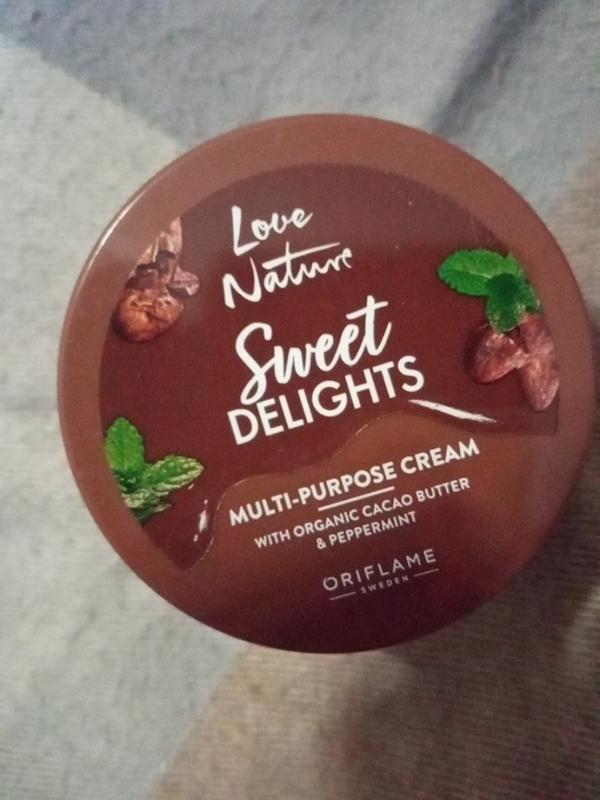 Love
Nature
Sweet
DELIGHTS
MULTI-PURPOSE CREAM
WITH ORGANIC CACAO BUTTER
& PEPPERMINT
ORIFLAME
SWEDEN